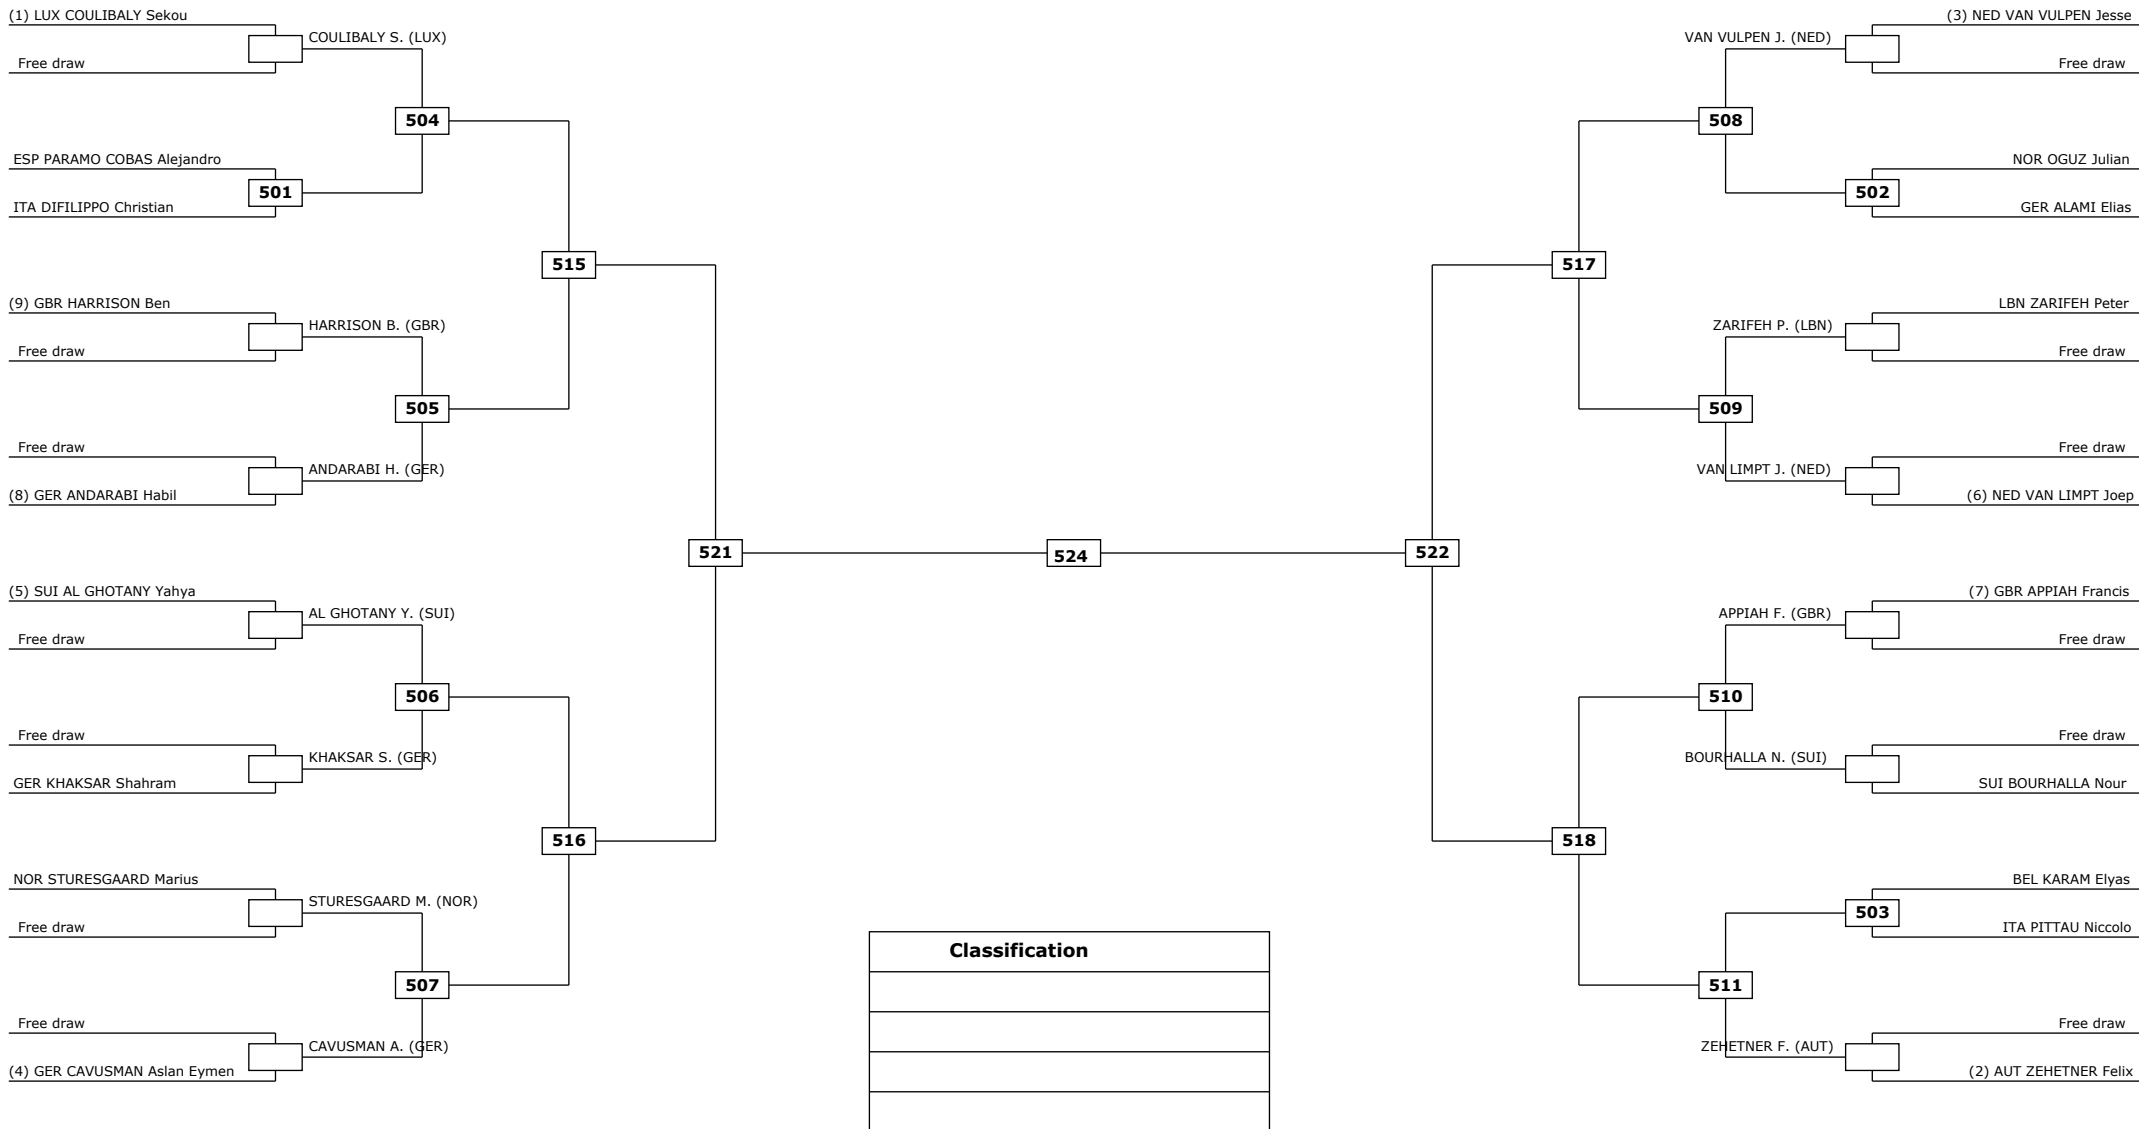 (1) LUX COULIBALY Sekou
COULIBALY S. (LUX)
Free draw
504
ESP PARAMO COBAS Alejandro
501
ITA DIFILIPPO Christian
515
(9) GBR HARRISON Ben
HARRISON B. (GBR)
Free draw
505
Free draw
ANDARABI H. (GER)
(8) GER ANDARABI Habil
521
(5) SUI AL GHOTANY Yahya
AL GHOTANY Y. (SUI)
Free draw
506
Free draw
KHAKSAR S. (GER)
GER KHAKSAR Shahram
516
NOR STURESGAARD Marius
STURESGAARD M. (NOR)
Free draw
507
Free draw
CAVUSMAN A. (GER)
(4) GER CAVUSMAN Aslan Eymen
524
(3) NED VAN VULPEN Jesse
VAN VULPEN J. (NED)
Free draw
508
NOR OGUZ Julian
502
GER ALAMI Elias
517
LBN ZARIFEH Peter
ZARIFEH P. (LBN)
Free draw
509
Free draw
VAN LIMPT J. (NED)
(6) NED VAN LIMPT Joep
522
(7) GBR APPIAH Francis
APPIAH F. (GBR)
Free draw
510
Free draw
BOURHALLA N. (SUI)
SUI BOURHALLA Nour
518
BEL KARAM Elyas
503
ITA PITTAU Niccolo
511
Free draw
ZEHETNER F. (AUT)
(2) AUT ZEHETNER Felix
Classification